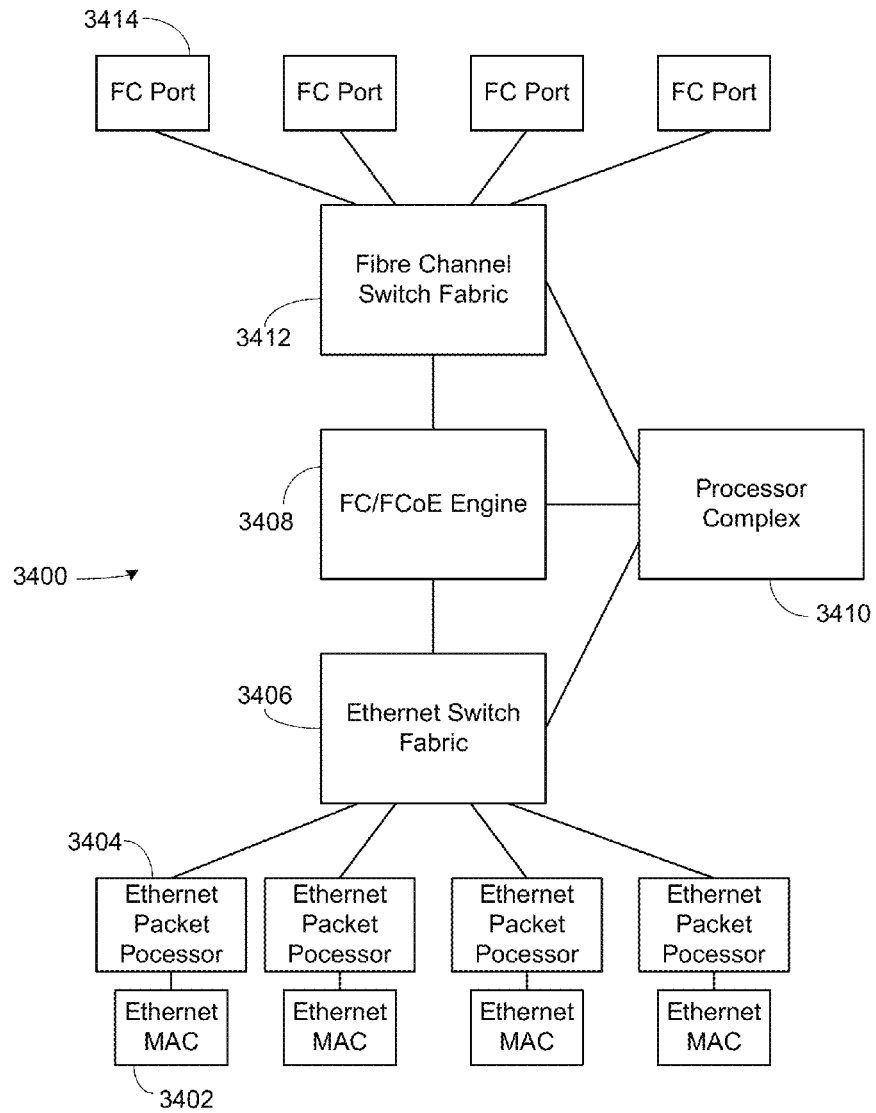 3414
FC Port
FC Port
FC Port
FC Port
Fibre Channel
Switch Fabric
3412
FC/FCoE Engine
3408
Processor
Complex
3410
3400
3406
Ethernet Switch
Fabric
3404
Ethernet
Packet
Pocessor
Ethernet
Packet
Pocessor
Ethernet
Packet
Pocessor
Ethernet
Packet
Pocessor
Ethernet
MAC
Ethernet
MAC
Ethernet
MAC
Ethernet
MAC
3402